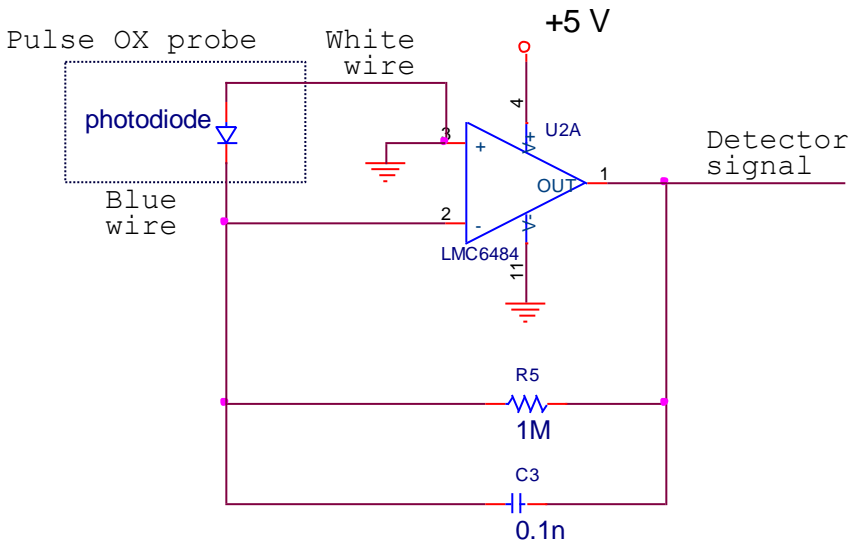 +5 V
Pulse OX probe
White
wire
photodiode
4
V+
U2A
3
+
Detector
signal
OUT
1
Blue
wire
2
-
V-
LMC6484
11
R5
1M
C3
0.1n